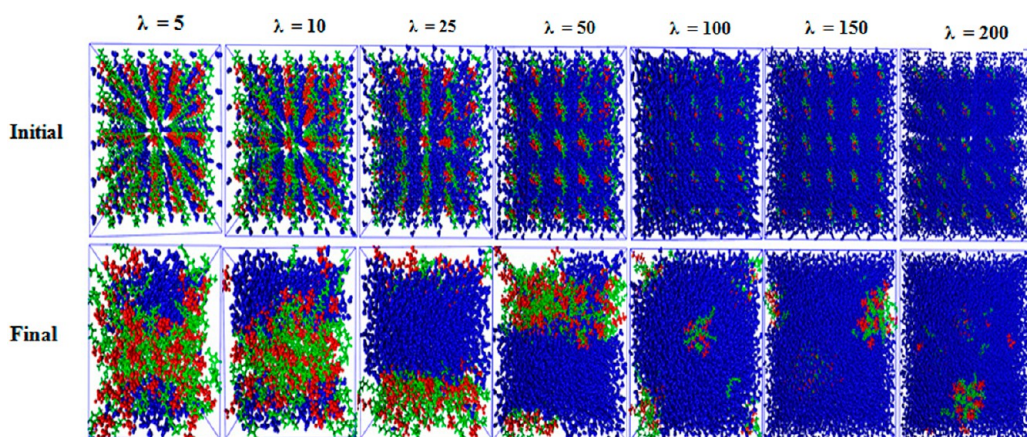 λ = 5 λ = 10 λ = 25 λ = 50 λ = 100 λ = 150 λ = 200
Initial
Final